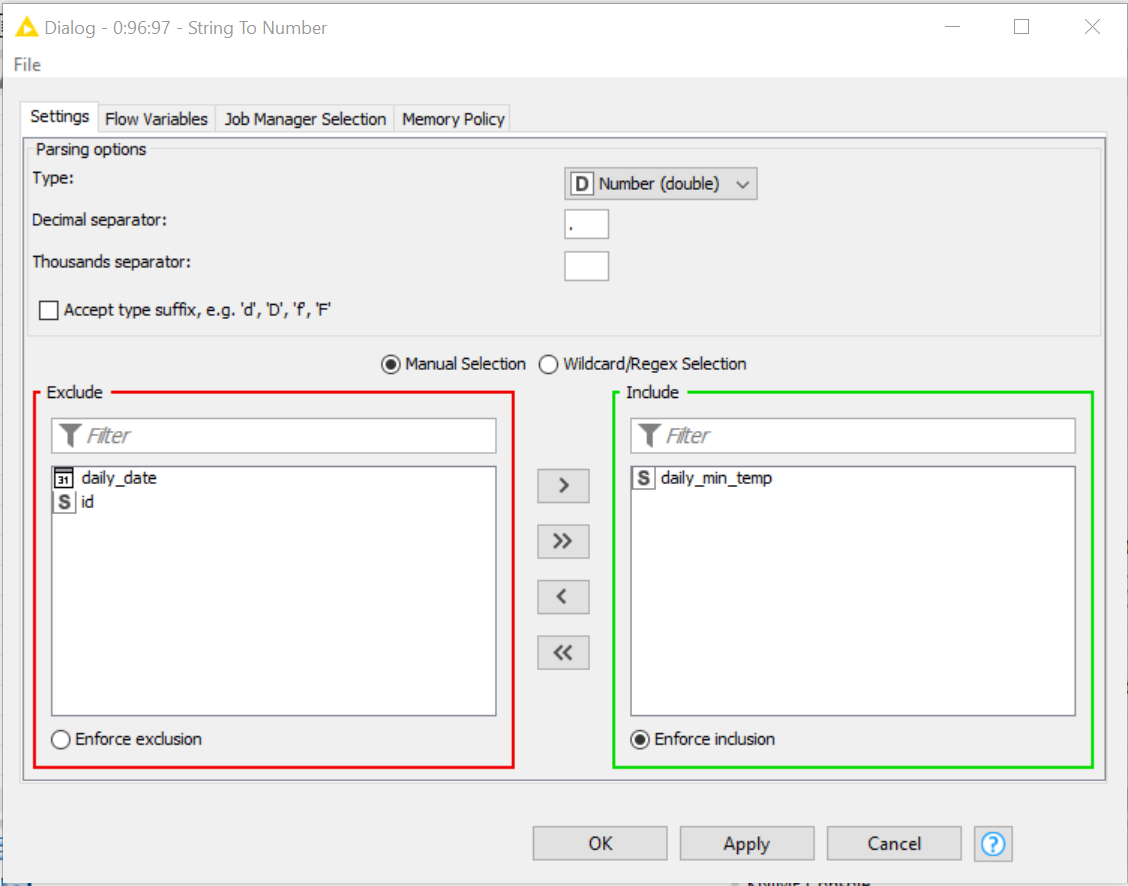 Dialog - 0:96:97 - String To Number
File
Settings Flow Variables Job Manager Selection Memory Policy
Parsing options
Type: D Number (double)
Decimal separator: .
Thousands separator:
Accept type suffix, e.g. 'd', 'D', 'f', 'F'
Manual Selection Wildcard/Regex Selection
Exclude Include
Filter Filter
31 daily_date S daily_min_temp
S id
>
>>
<
<<
Enforce exclusion Enforce inclusion
OK Apply Cancel ?